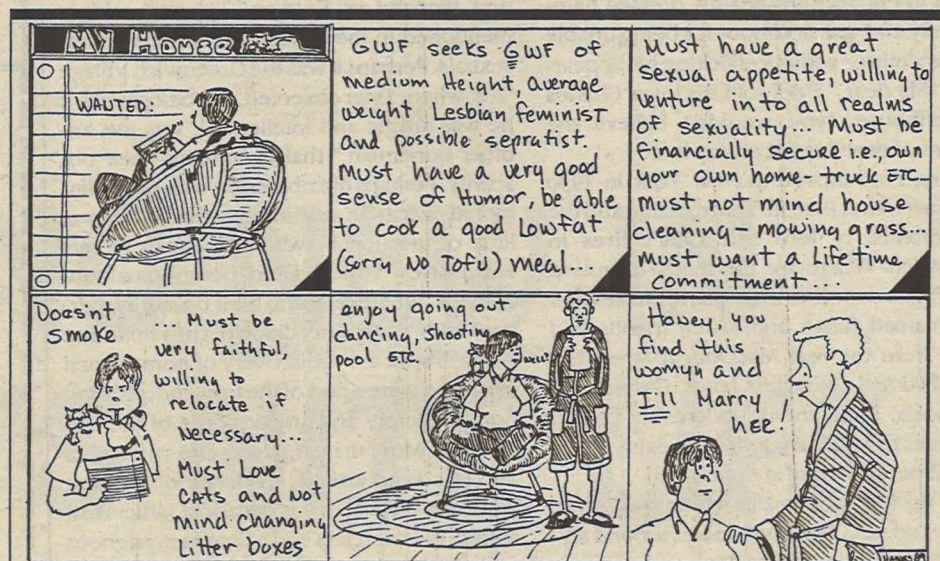 My House
WANTED:
GWF seeks GWF of
medium Height, average
weight Lesbian feminist
and possible sepratist.
Must have a very good
sense of Humor, be able
to cook a good Lowfat
(sorry No Tofu) meal...
Must have a great
sexual appetite, willing to
venture into all realms
of sexuality... Must be
financially secure i.e., own
your own home - truck ETC...
must not mind house
cleaning - mowing grass...
Must want a Lifetime
commitment...
Does'nt
smoke
... Must be
very faithful,
willing to
relocate if
Necessary...
Must Love
CATs and Not
Mind Changing
Litter boxes
enjoy going out
dancing, Shooting
pool ETC.
Honey, you
find this
womyn and
I'll Marry
HER!